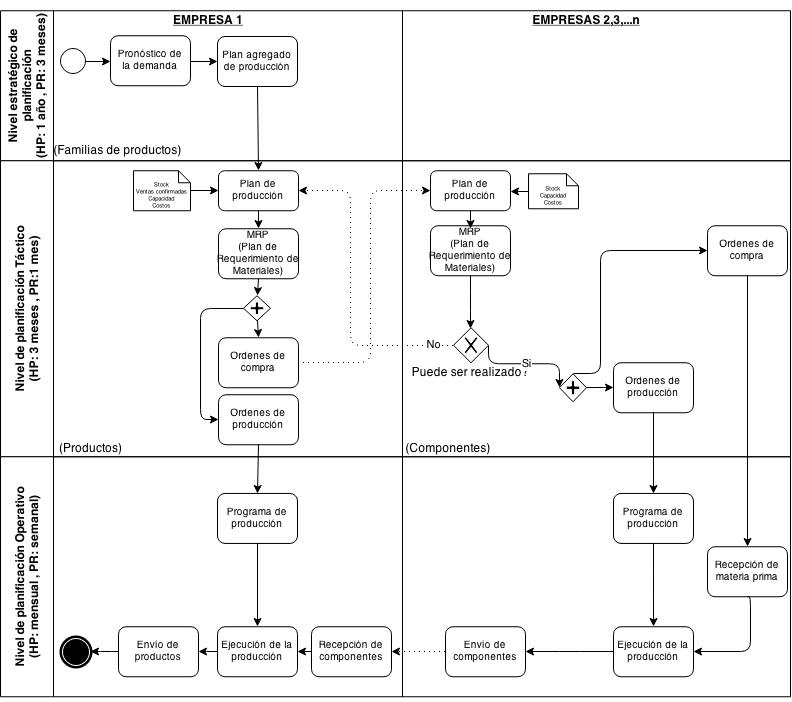 EMPRESA 1
EMPRESAS 2,3,...n
Nivel estratégico de
planificación
(HP: 1 año , PR: 3 meses)
Pronóstico de
la demanda
Plan agregado
de producción
(Familias de productos)
Nivel de planificación Táctico
(HP: 3 meses , PR:1 mes)
Stock
Ventas confirmadas
Capacidad
Costos
Plan de
producción
MRP
(Plan de
Requerimiento de
Materiales)
Ordenes de
compra
Ordenes de
producción
(Productos)
Plan de
producción
Stock
Capacidad
Costos
MRP
(Plan de
Requerimiento de
Materiales)
Ordenes de
compra
No
Si
Puede ser realizado ?
Ordenes de
producción
(Componentes)
Nivel de planificación Operativo
(HP: mensual , PR: semanal)
Programa de
producción
Envío de
productos
Ejecución de la
producción
Recepción de
componentes
Programa de
producción
Recepción de
materia prima
Envío de
componentes
Ejecución de la
producción